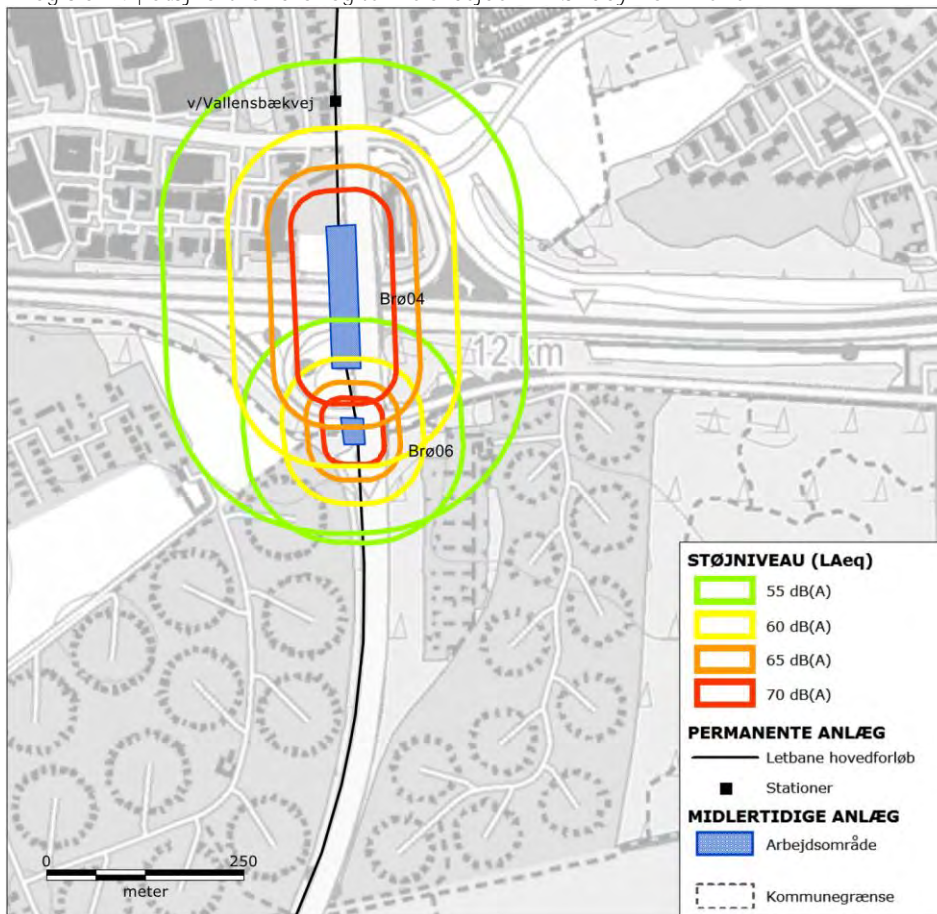 v/Vallensbækvej
Brø04
12 km
Brø06
STØJNIVEAU (LAeq)
55 dB(A)
60 dB(A)
65 dB(A)
70 dB(A)
PERMANENTE ANLÆG
Letbane hovedforløb
Stationer
MIDLERTIDIGE ANLÆG
Arbejdsområde
Kommunegrænse
0 250
meter